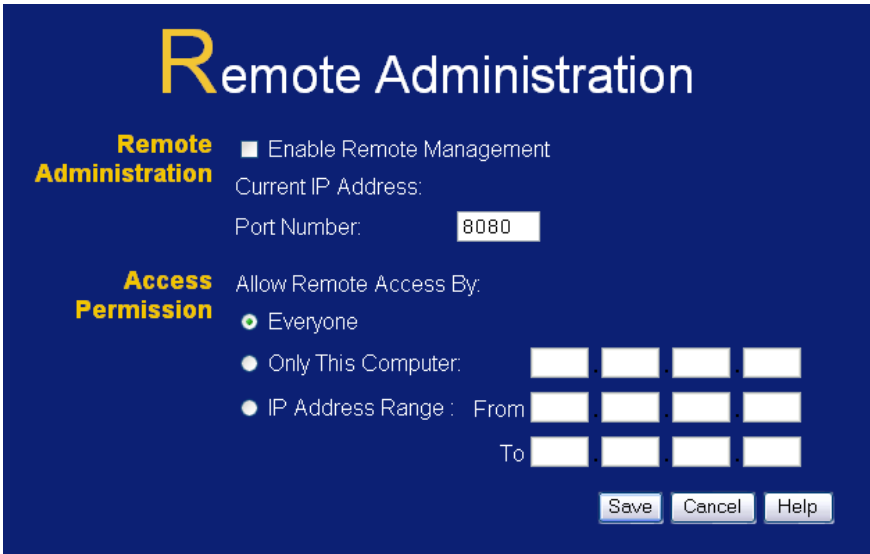 Remote Administration
Remote Administration
Enable Remote Management
Current IP Address:
Port Number: 8080
Access Permission
Allow Remote Access By:
Everyone
Only This Computer: . . .
IP Address Range : From . . .
To . . .
Save Cancel Help